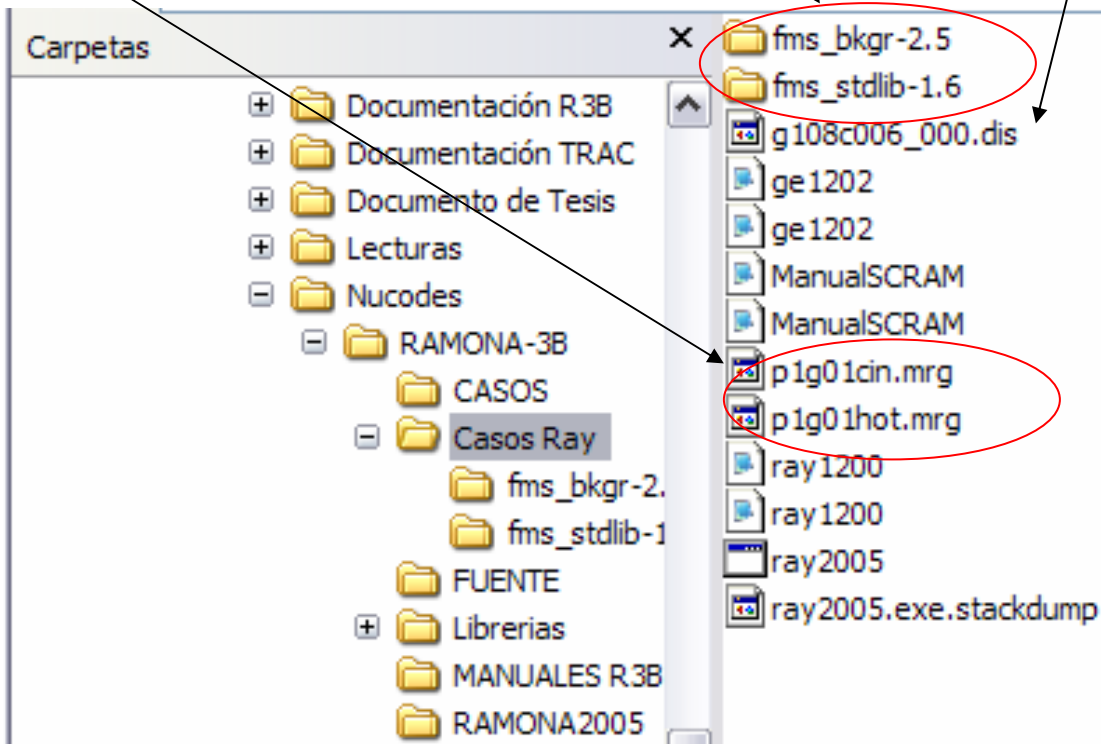 Carpetas
Documentación R3B
Documentación TRAC
Documento de Tesis
Lecturas
Nucodes
RAMONA-3B
CASOS
Casos Ray
fms_bkgr-2.
fms_stdlib-1
FUENTE
Librerias
MANUALES R3B
RAMONA2005
fms_bkgr-2.5
fms_stdlib-1.6
g108c006_000.dis
ge1202
ge1202
ManualSCRAM
ManualSCRAM
p1g01cin.mrg
p1g01hot.mrg
ray1200
ray1200
ray2005
ray2005.exe.stackdump